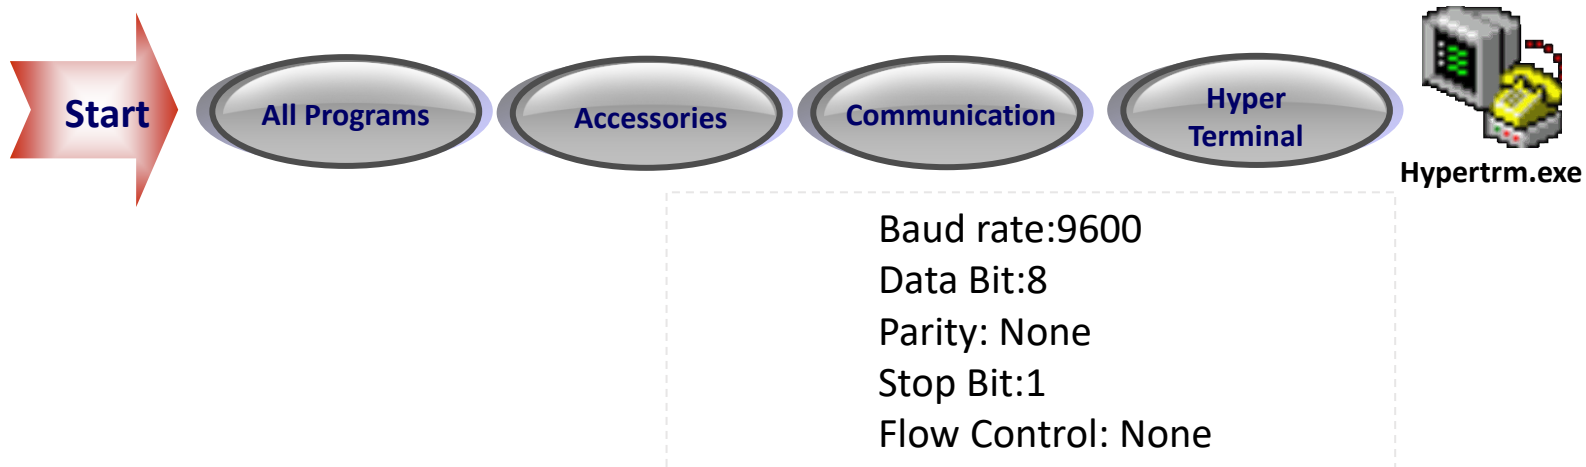 Start
All Programs
Accessories
Communication
Hyper
Terminal
Hypertrm.exe
Baud rate:9600
Data Bit:8
Parity: None
Stop Bit:1
Flow Control: None